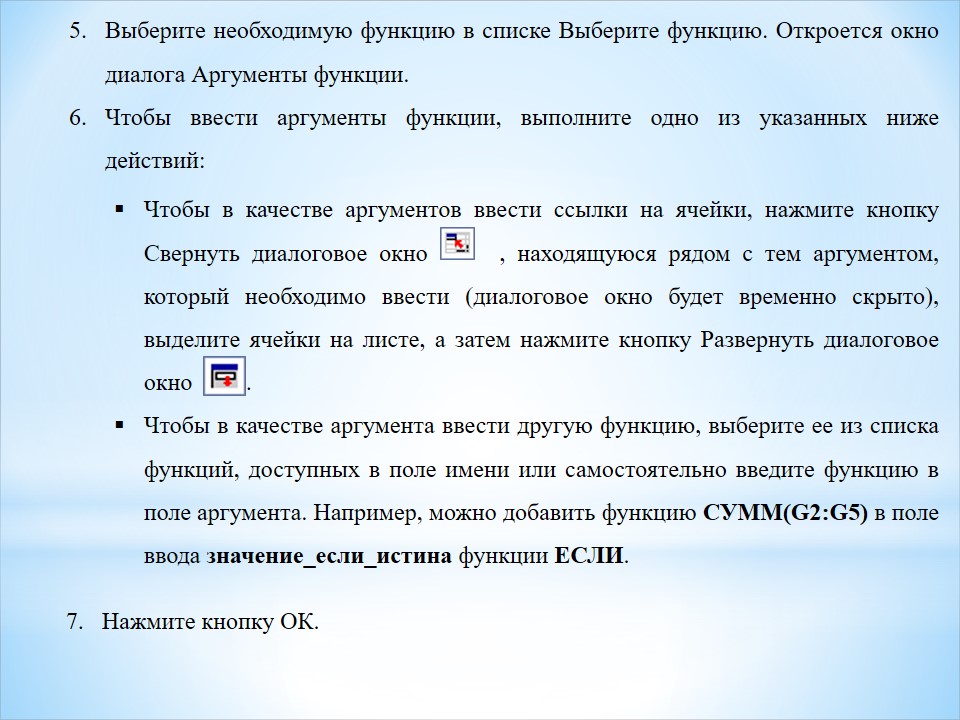 5. Выберите необходимую функцию в списке Выберите функцию. Откроется окно
диалога Аргументы функции.
6. Чтобы ввести аргументы функции, выполните одно из указанных ниже
действий:
▪ Чтобы в качестве аргументов ввести ссылки на ячейки, нажмите кнопку
Свернуть диалоговое окно , находящуюся рядом с тем аргументом,
который необходимо ввести (диалоговое окно будет временно скрыто),
выделите ячейки на листе, а затем нажмите кнопку Развернуть диалоговое
окно .
▪ Чтобы в качестве аргумента ввести другую функцию, выберите ее из списка
функций, доступных в поле имени или самостоятельно введите функцию в
поле аргумента. Например, можно добавить функцию СУММ(G2:G5) в поле
ввода значение_если_истина функции ЕСЛИ.
7. Нажмите кнопку ОК.